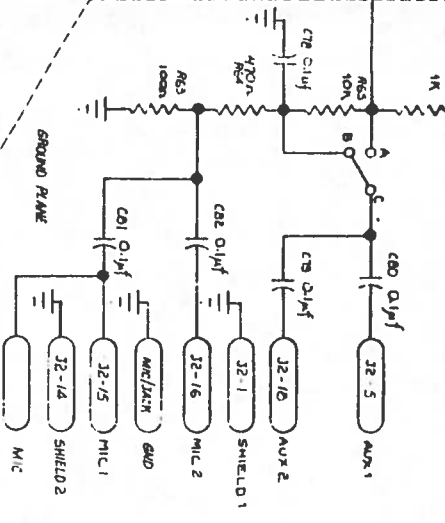 1K
R65
10K
R64
470Ω
R63
100Ω
C78 0.1µf
A
B
C
GROUND PLANE
C81 0.1µf
C82 0.1µf
C79 0.1µf
C80 0.1µf
J2-5
AUX 1
J2-18
AUX 2
J2-1
SHIELD 1
J2-16
MIC 2
MIC/JACK
GND
J2-15
MIC 1
J2-14
SHIELD 2
MIC